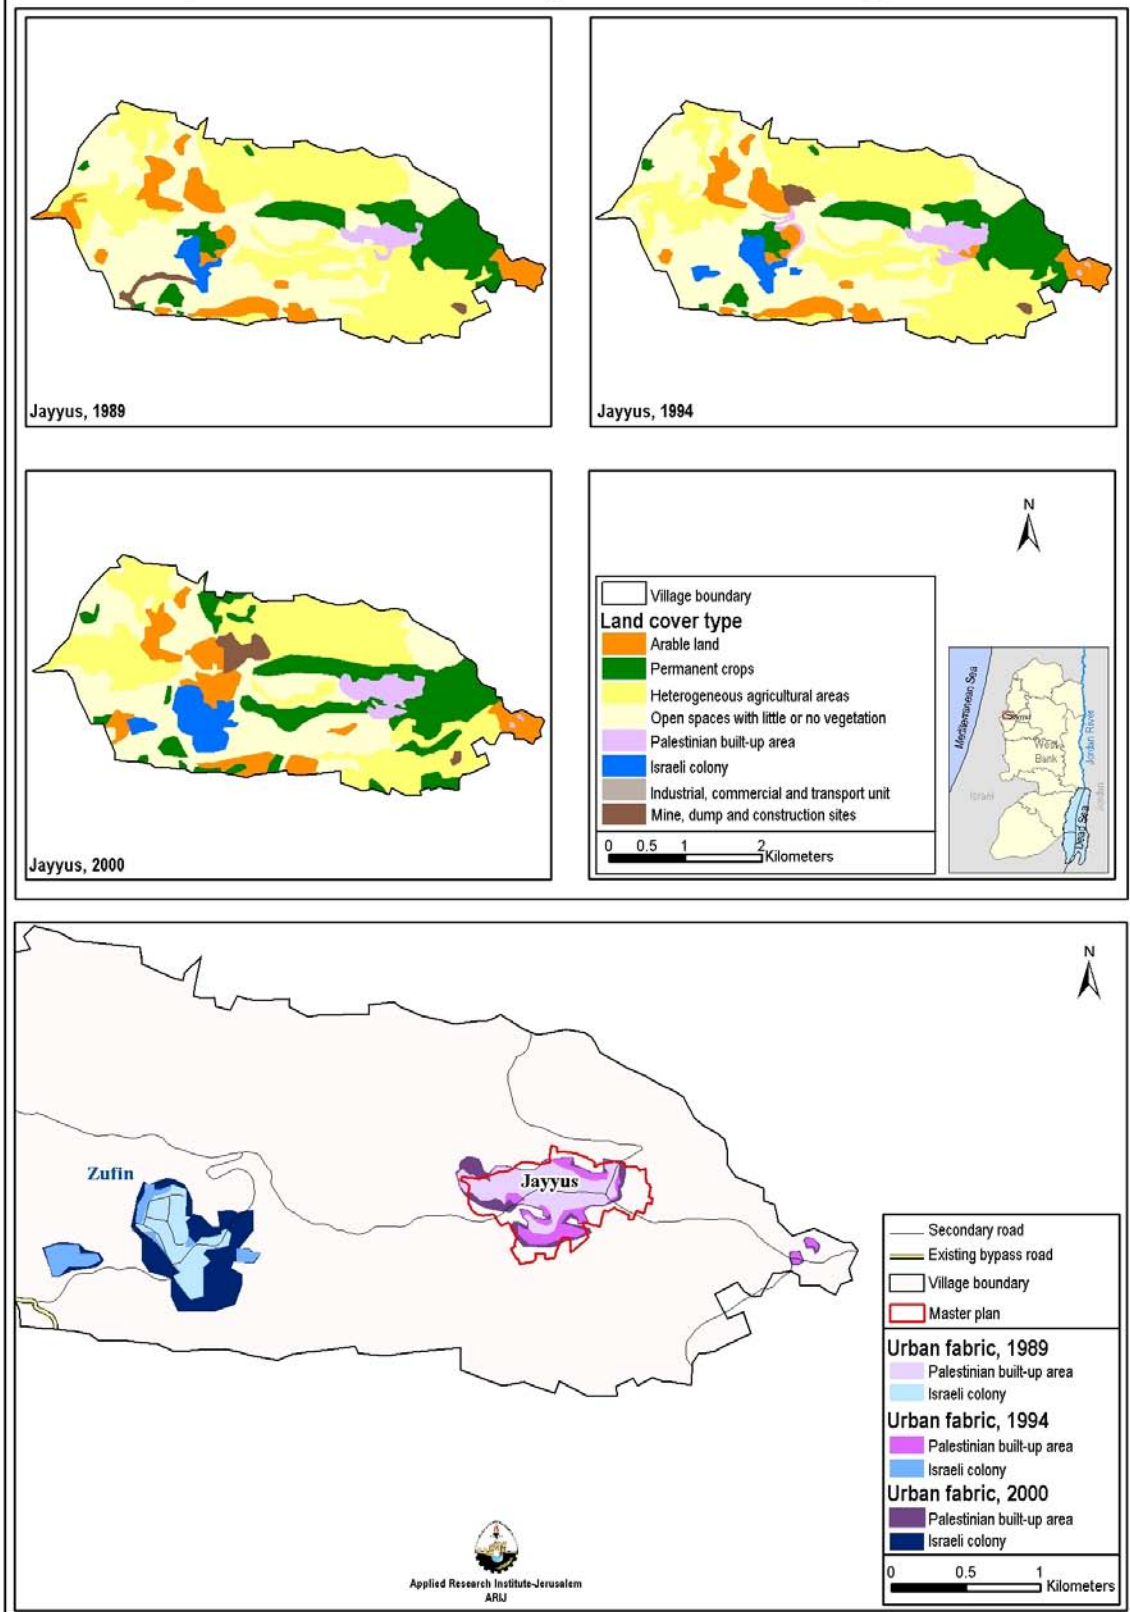 Jayyus, 1989
Jayyus, 1994
Jayyus, 2000
N
Village boundary
Land cover type
Arable land
Permanent crops
Heterogeneous agricultural areas
Open spaces with little or no vegetation
Palestinian built-up area
Israeli colony
Industrial, commercial and transport unit
Mine, dump and construction sites
0 0.5 1 2
Kilometers
Mediterranean Sea
West
Bank
Jordan River
Israel
Jordan
Dead Sea
N
Zufin
Jayyus
Secondary road
Existing bypass road
Village boundary
Master plan
Urban fabric, 1989
Palestinian built-up area
Israeli colony
Urban fabric, 1994
Palestinian built-up area
Israeli colony
Urban fabric, 2000
Palestinian built-up area
Israeli colony
0 0.5 1
Kilometers
Applied Research Institute-Jerusalem
ARIJ